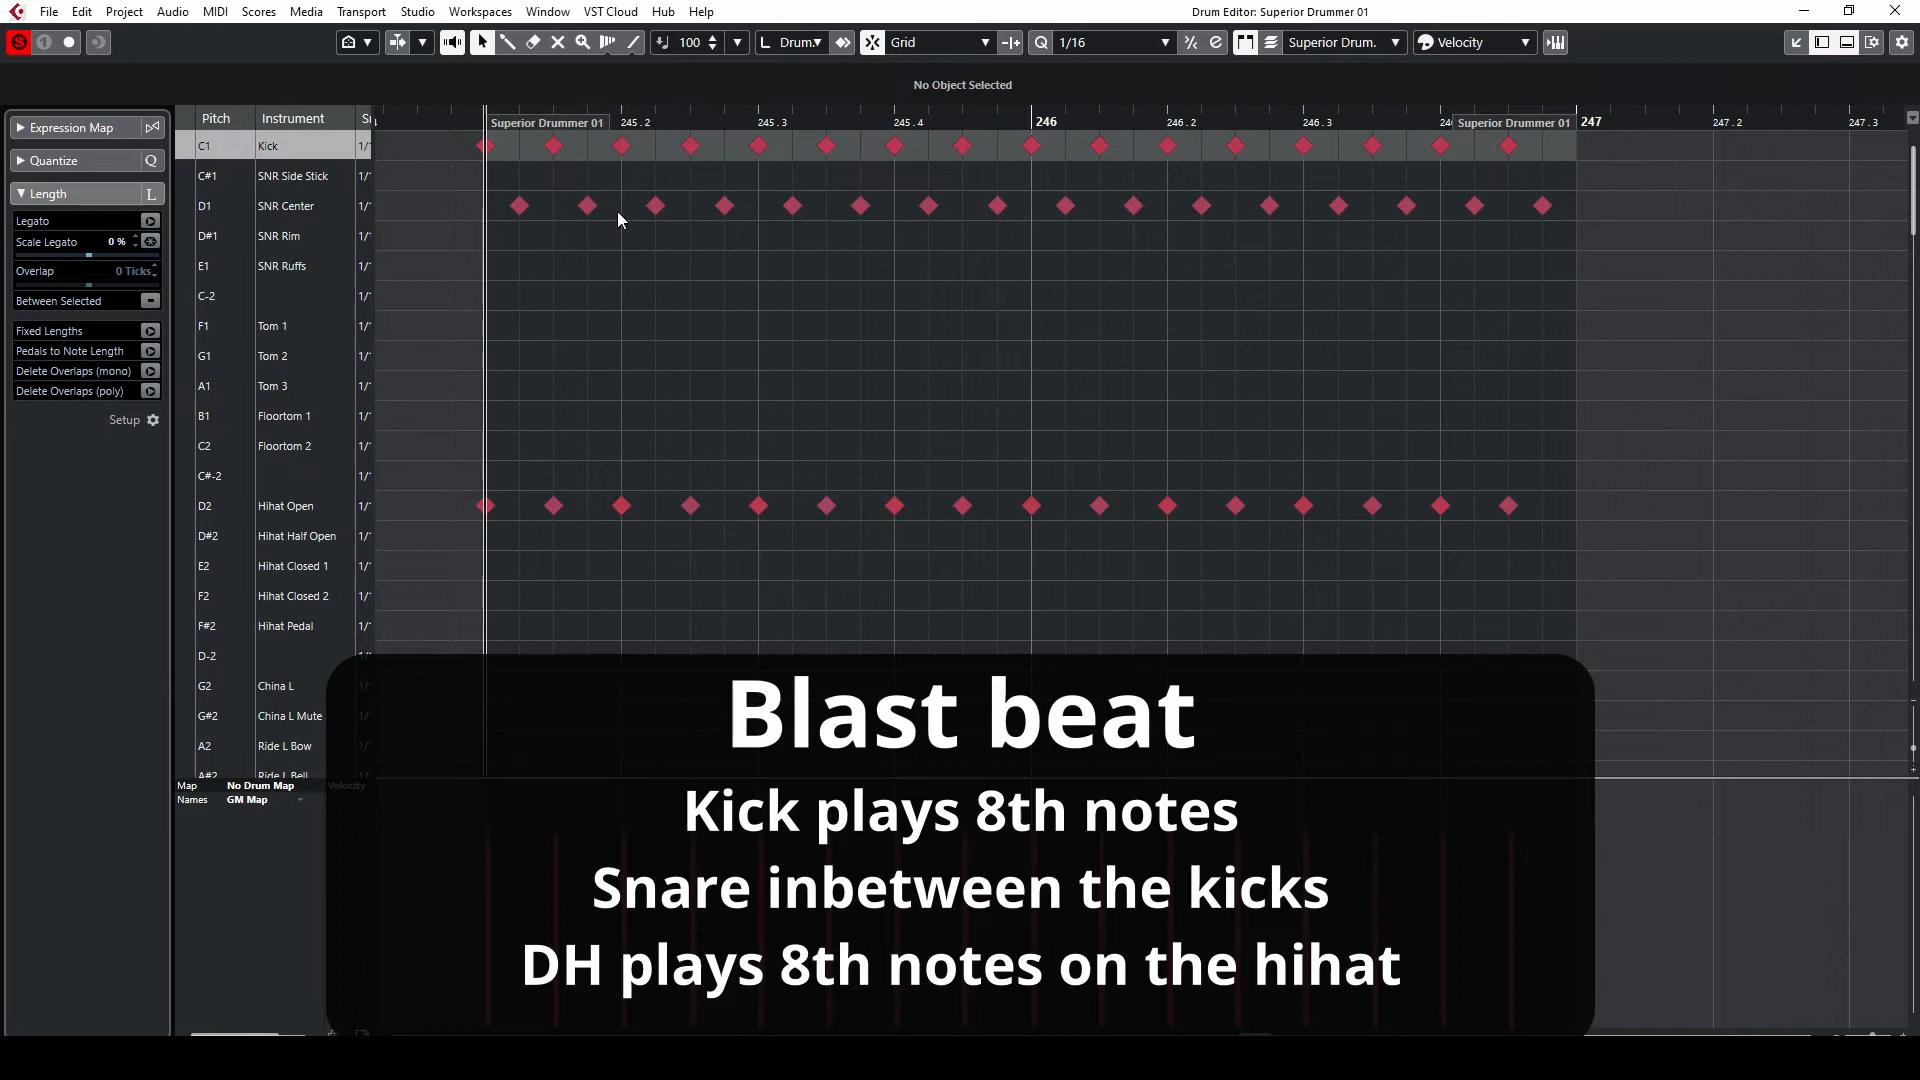 File Edit Project Audio MIDI Scores Media Transport Studio Workspaces Window VST Cloud Hub Help
Drum Editor: Superior Drummer 01
S 1 100 Drum. Grid 1/16 Superior Drum. Velocity
No Object Selected
Expression Map
Quantize Q
Length L
Legato
Scale Legato 0 %
Overlap 0 Ticks
Between Selected
Fixed Lengths
Pedals to Note Length
Delete Overlaps (mono)
Delete Overlaps (poly)
Setup
Pitch Instrument
Superior Drummer 01 245.2 245.3 245.4 246 246.2 246.3 Superior Drummer 01 247 247.2 247.3
C1 Kick
C#1 SNR Side Stick
D1 SNR Center
D#1 SNR Rim
E1 SNR Ruffs
C-2
F1 Tom 1
G1 Tom 2
A1 Tom 3
B1 Floortom 1
C2 Floortom 2
C#-2
D2 Hihat Open
D#2 Hihat Half Open
E2 Hihat Closed 1
F2 Hihat Closed 2
F#2 Hihat Pedal
D-2
G2 China L
G#2 China L Mute
A2 Ride L Bow
A#2 Ride L Bell
Map No Drum Map Velocity
Names GM Map
Blast beat
Kick plays 8th notes
Snare inbetween the kicks
DH plays 8th notes on the hihat